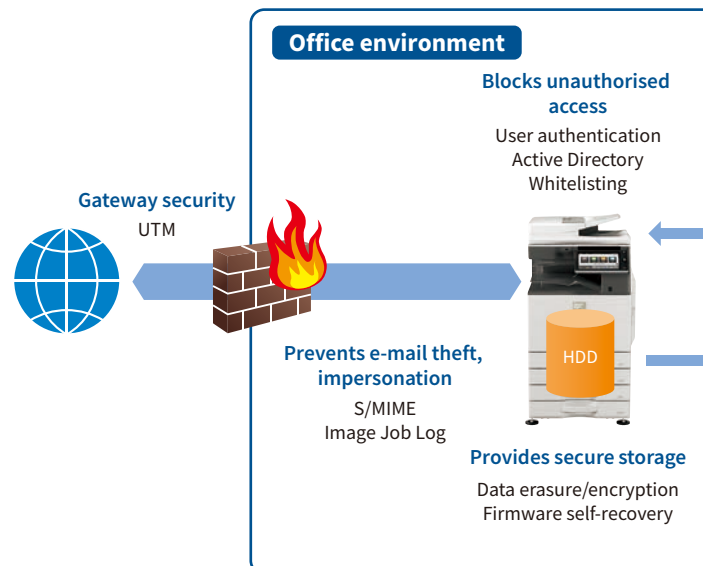 Office environment
Blocks unauthorised
access
User authentication
Active Directory
Whitelisting
Gateway security
UTM
HDD
Prevents e-mail theft,
impersonation
S/MIME
Image Job Log
Provides secure storage
Data erasure/encryption
Firmware self-recovery